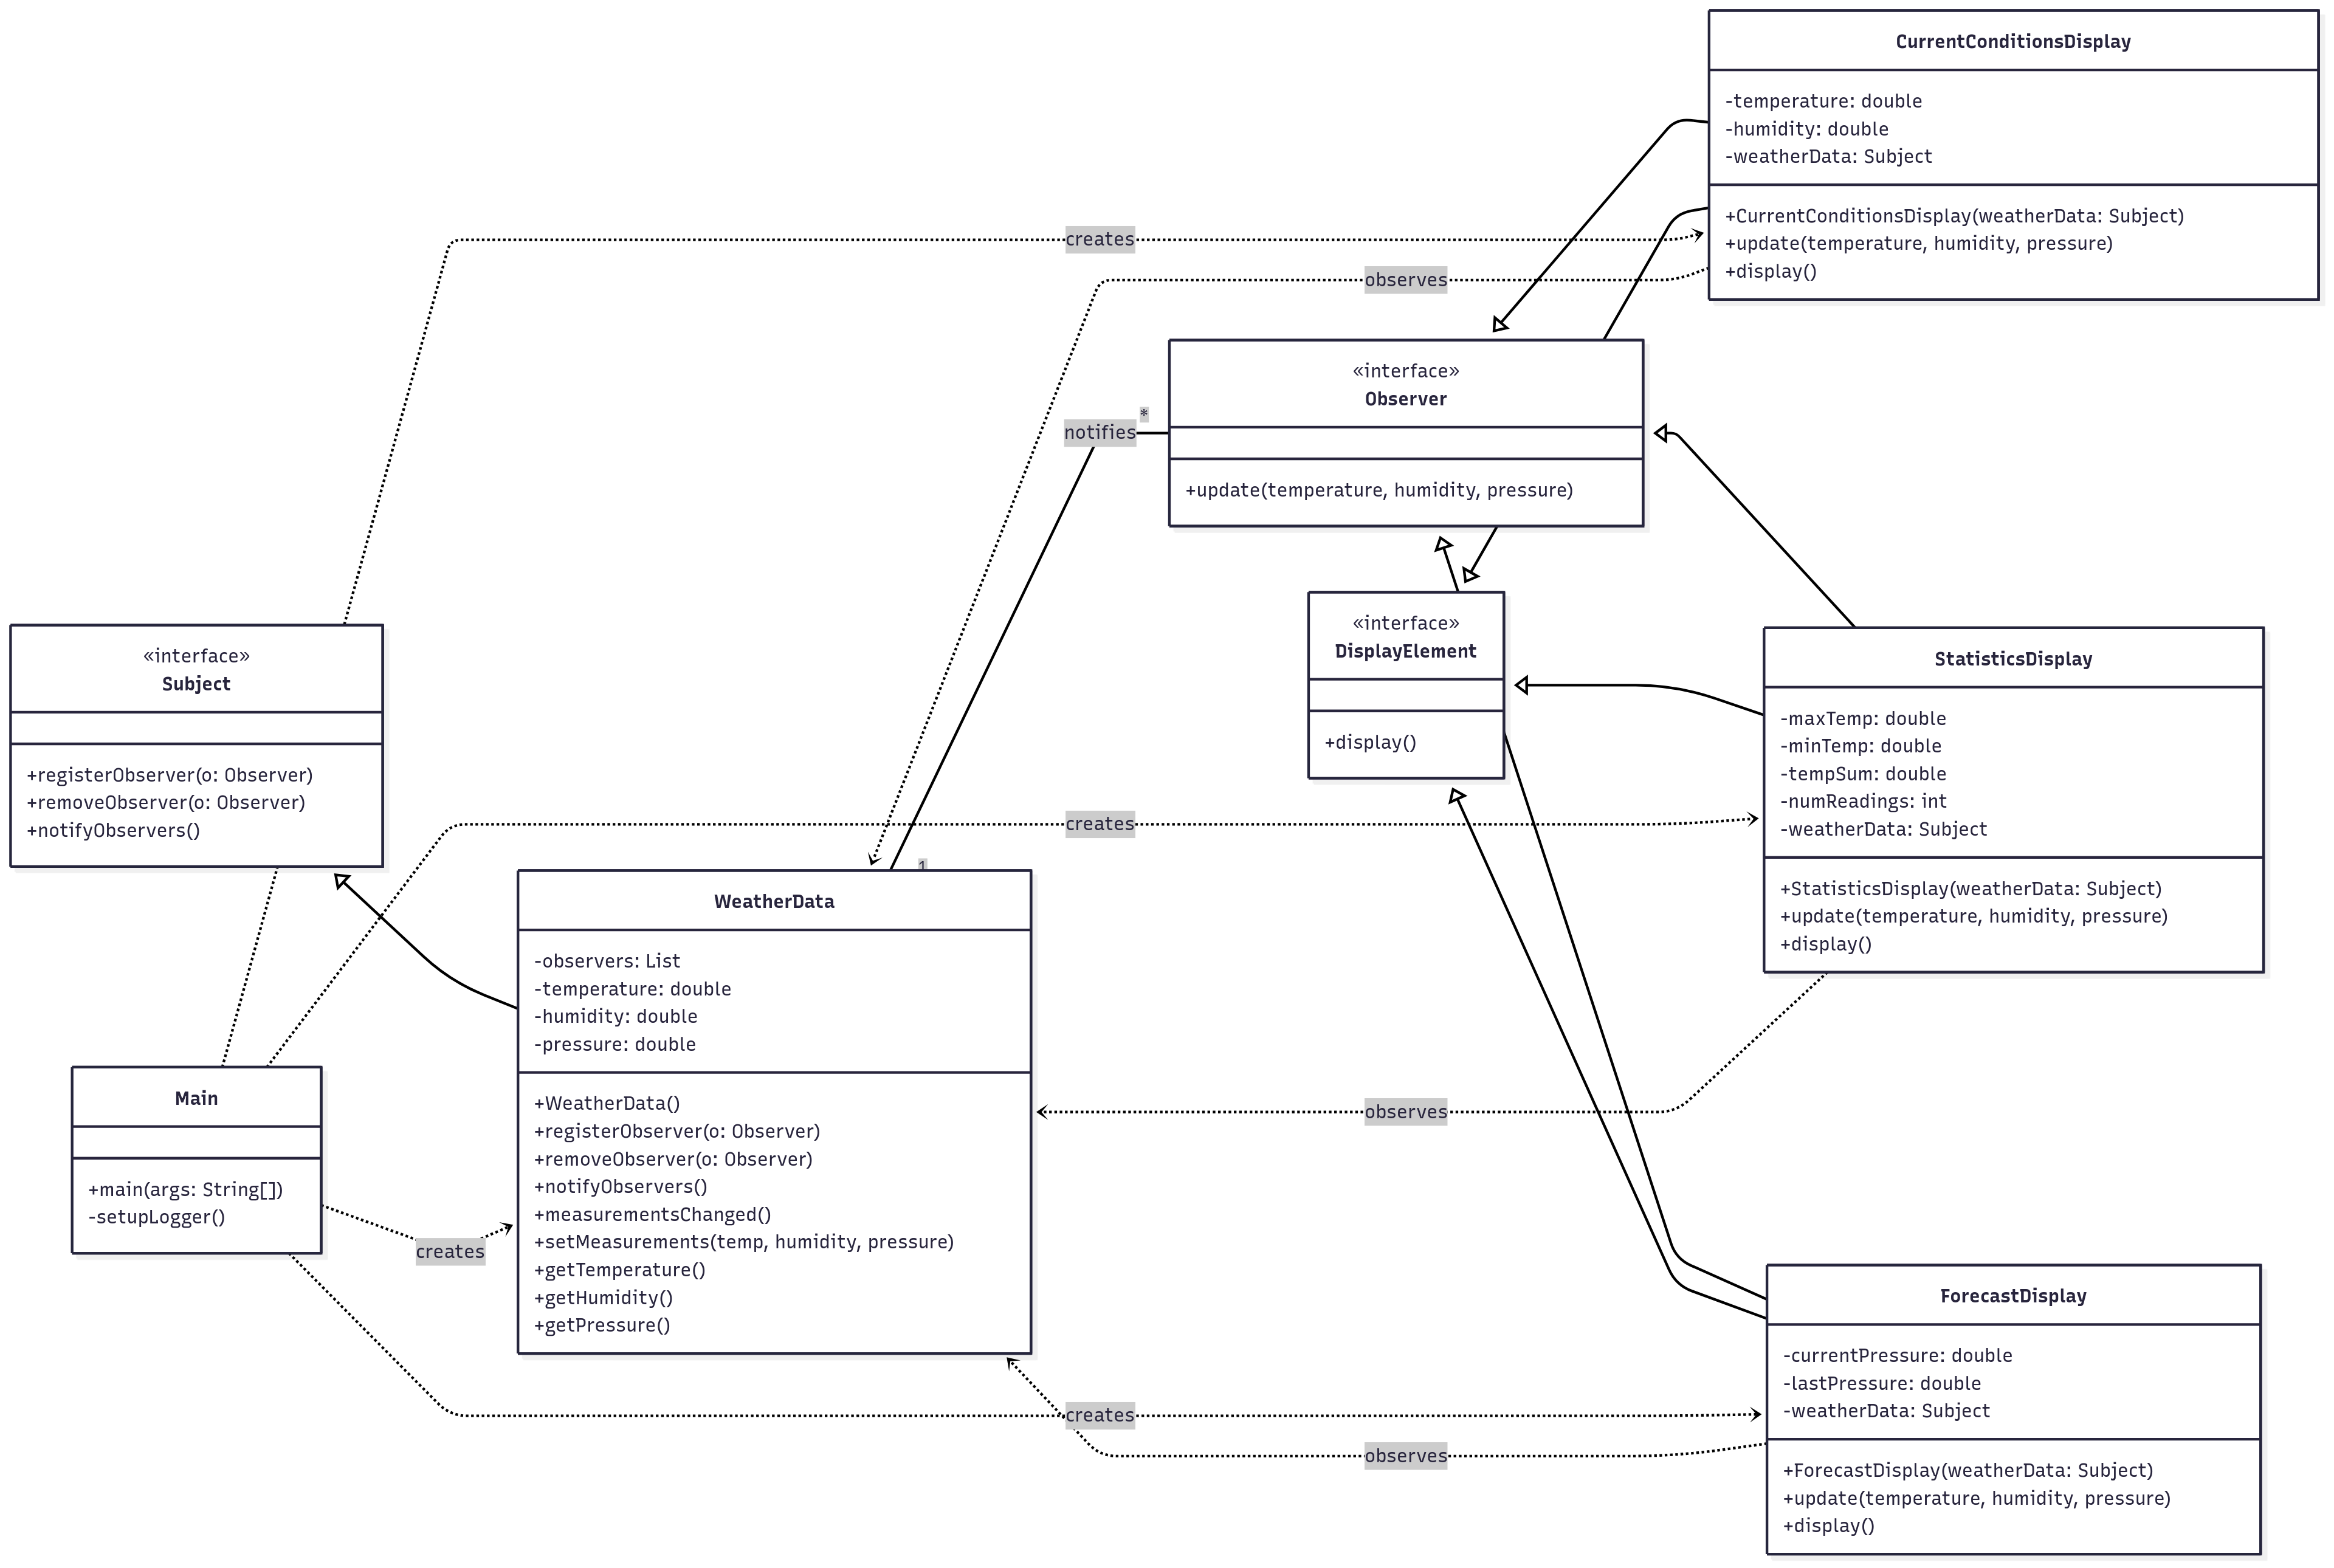 CurrentConditionsDisplay
-temperature: double
-humidity: double
-weatherData: Subject
+CurrentConditionsDisplay(weatherData: Subject)
+update(temperature, humidity, pressure)
+display()
creates
observes
«interface»
Observer
+update(temperature, humidity, pressure)
*
notifies
«interface»
DisplayElement
+display()
«interface»
Subject
+registerObserver(o: Observer)
+removeObserver(o: Observer)
+notifyObservers()
StatisticsDisplay
-maxTemp: double
-minTemp: double
-tempSum: double
-numReadings: int
-weatherData: Subject
+StatisticsDisplay(weatherData: Subject)
+update(temperature, humidity, pressure)
+display()
creates
1
WeatherData
-observers: List
-temperature: double
-humidity: double
-pressure: double
+WeatherData()
+registerObserver(o: Observer)
+removeObserver(o: Observer)
+notifyObservers()
+measurementsChanged()
+setMeasurements(temp, humidity, pressure)
+getTemperature()
+getHumidity()
+getPressure()
Main
+main(args: String[])
-setupLogger()
creates
observes
ForecastDisplay
-currentPressure: double
-lastPressure: double
-weatherData: Subject
+ForecastDisplay(weatherData: Subject)
+update(temperature, humidity, pressure)
+display()
creates
observes